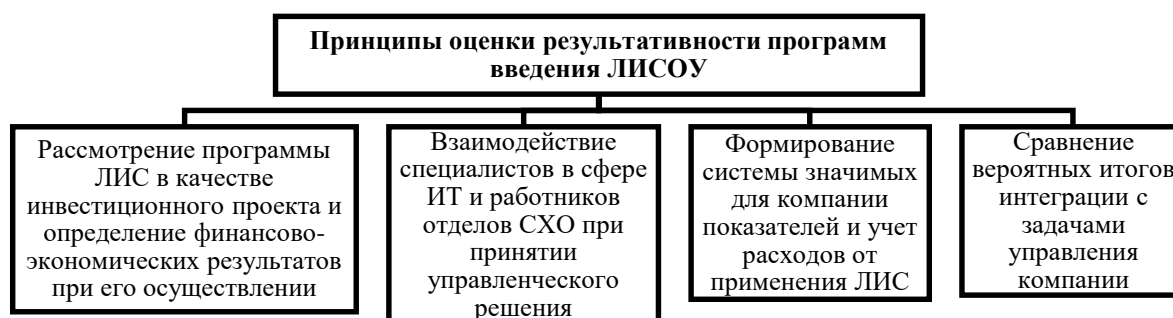 Принципы оценки результативности программ
введения ЛИСОУ
Рассмотрение программы
ЛИС в качестве
инвестиционного проекта и
определение финансово-
экономических результатов
при его осуществлении
Взаимодействие
специалистов в сфере
ИТ и работников
отделов СХО при
принятии
управленческого
решения
Формирование
системы значимых
для компании
показателей и учет
расходов от
применения ЛИС
Сравнение
вероятных итогов
интеграции с
задачами
управления
компании